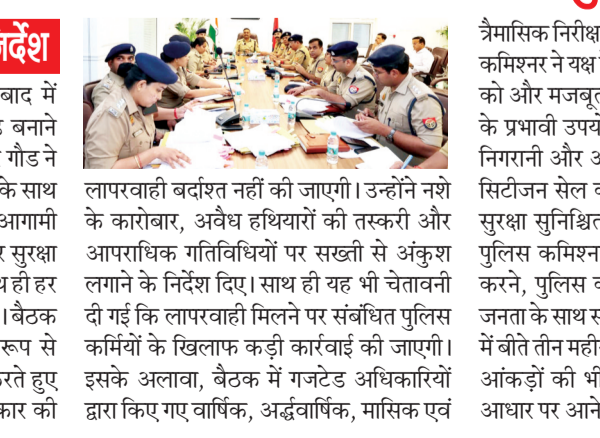 नर्देश
बाद में
बनाने
गौड ने
के साथ
आगामी
सुरक्षा
थ ही हर
। बैठक
रूप से
रते हुए
कार की
लापरवाही बर्दाश्त नहीं की जाएगी। उन्होंने नशे
के कारोबार, अवैध हथियारों की तस्करी और
आपराधिक गतिविधियों पर सख्ती से अंकुश
लगाने के निर्देश दिए। साथ ही यह भी चेतावनी
दी गई कि लापरवाही मिलने पर संबंधित पुलिस
कर्मियों के खिलाफ कड़ी कार्रवाई की जाएगी।
इसके अलावा, बैठक में गजटेड अधिकारियों
द्वारा किए गए वार्षिक, अर्द्धवार्षिक, मासिक एवं
त्रैमासिक निरीक्ष
कमिश्नर ने यक्ष
को और मजबूत
के प्रभावी उपयो
निगरानी और अ
सिटीजन सेल
सुरक्षा सुनिश्चित
पुलिस कमिश्न
करने, पुलिस व
जनता के साथ स
में बीते तीन मही
आंकड़ों की भी
आधार पर आने